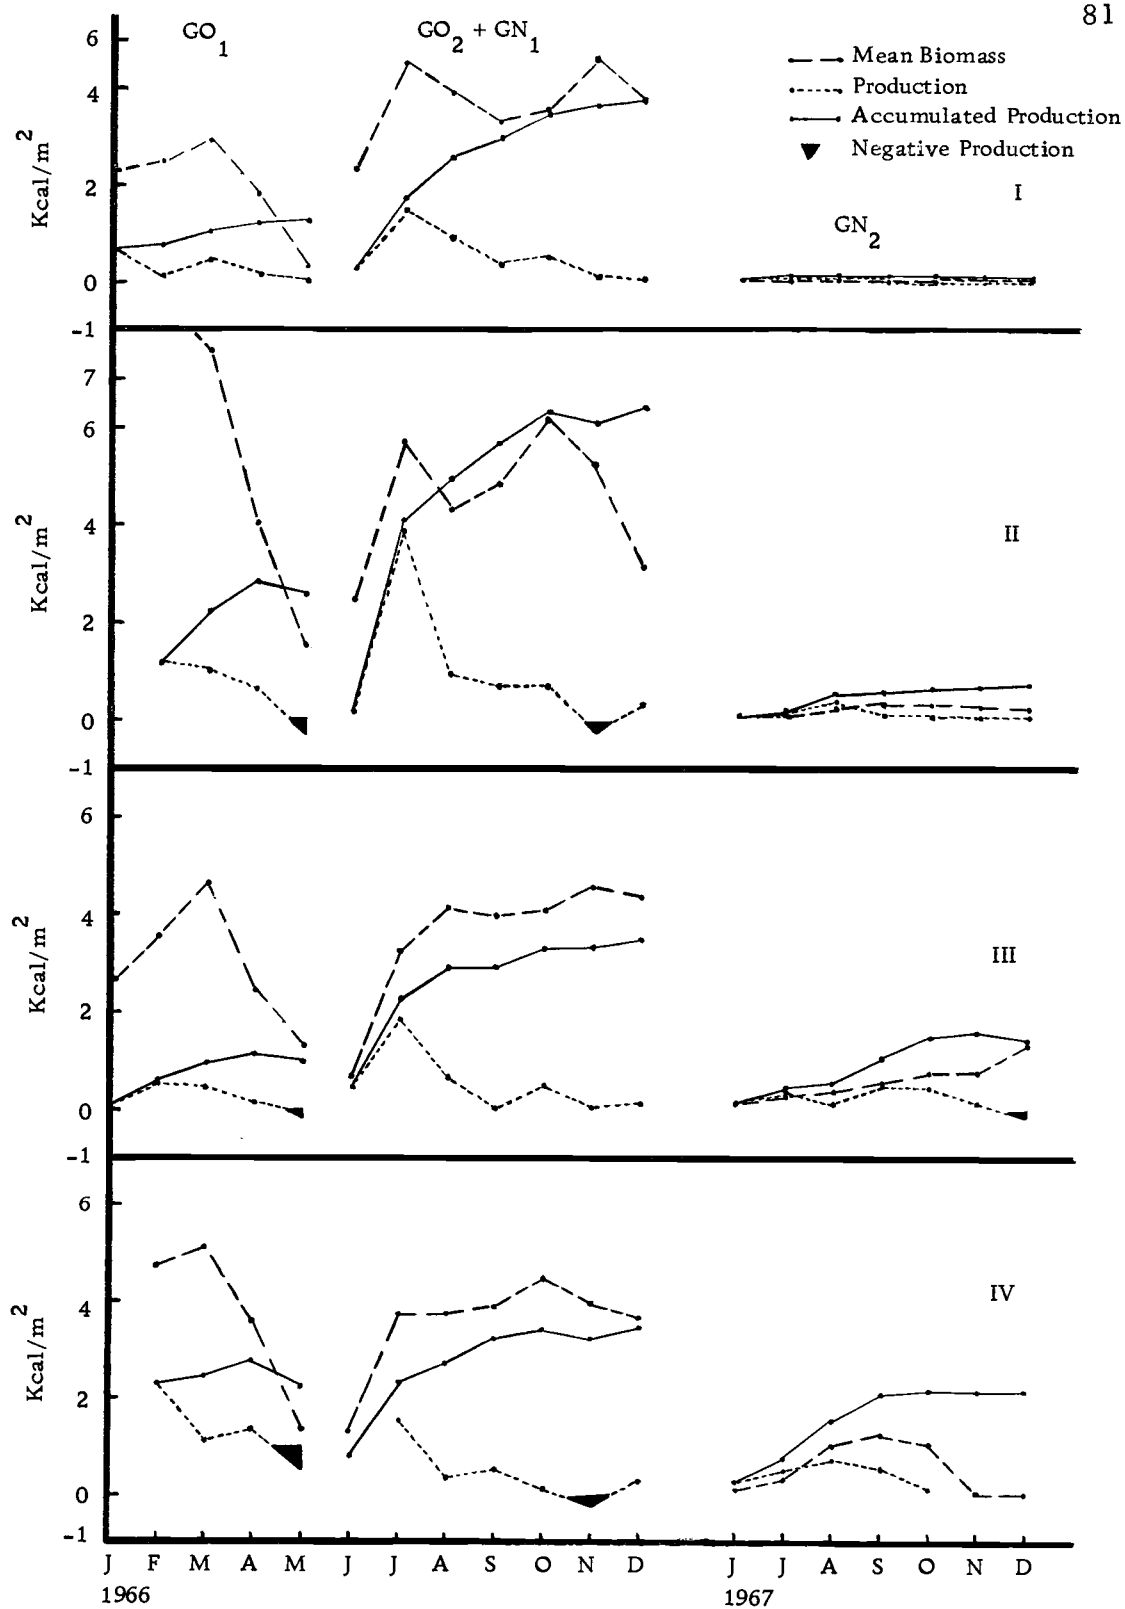 81
GO1
GO2 + GN1
Mean Biomass
Production
Accumulated Production
Negative Production
I
GN2
Kcal/m2
6
4
2
0
-1
II
Kcal/m2
7
6
4
2
0
-1
III
Kcal/m2
6
4
2
0
-1
IV
Kcal/m2
6
4
2
0
-1
J F M A M J J A S O N D J J A S O N D
1966 1967